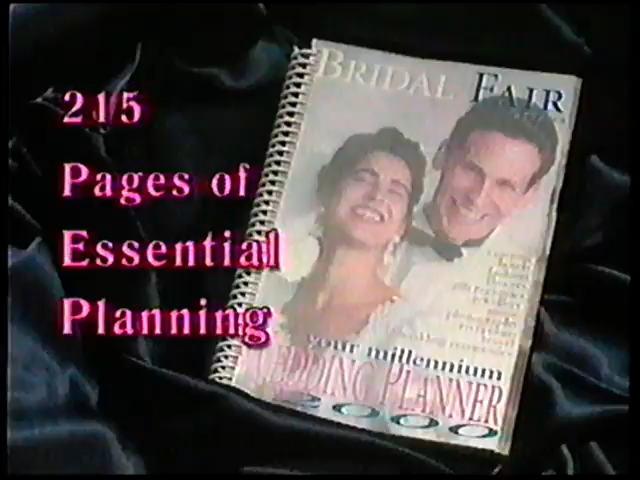 215
Pages of
Essential
Planning
BRIDAL FAIR
your millennium
WEDDING PLANNER
2000